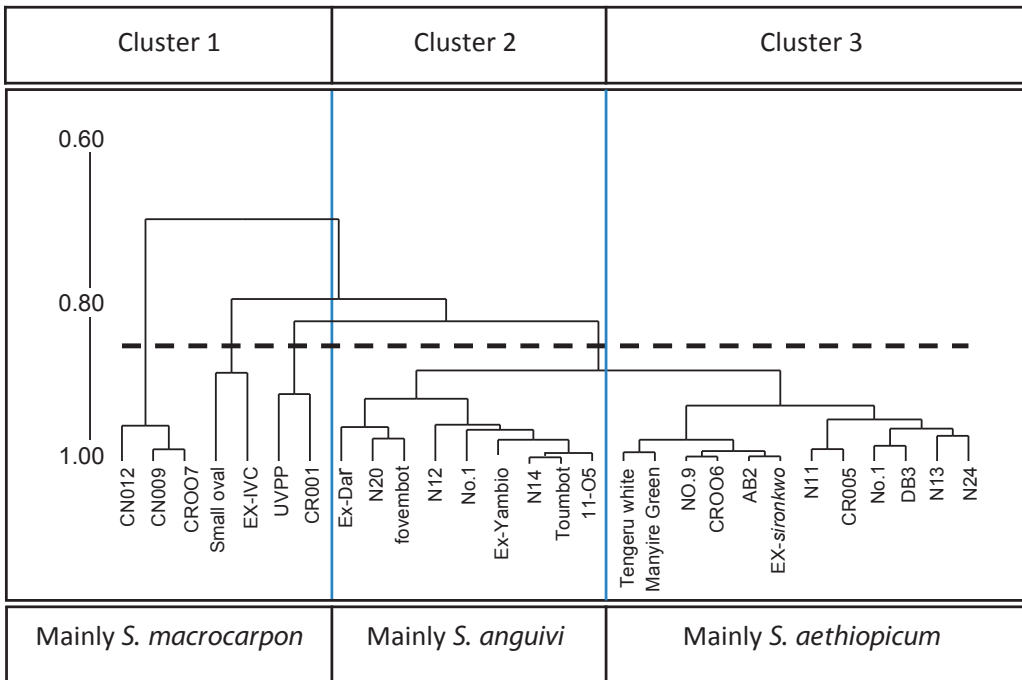 Cluster 1
Cluster 2
Cluster 3
0.60
0.80
1.00
CN012
CN009
CROO7
Small oval
EX-IVC
UVPP
CR001
Ex-Dar
N20
fovembot
N12
No.1
Ex-Yambio
N14
Toumbot
11-O5
Tengeru white
Manyire Green
NO.9
CROO6
AB2
EX-sironkwo
N11
CR005
No.1
DB3
N13
N24
Mainly S. macrocarpon
Mainly S. anguivi
Mainly S. aethiopicum